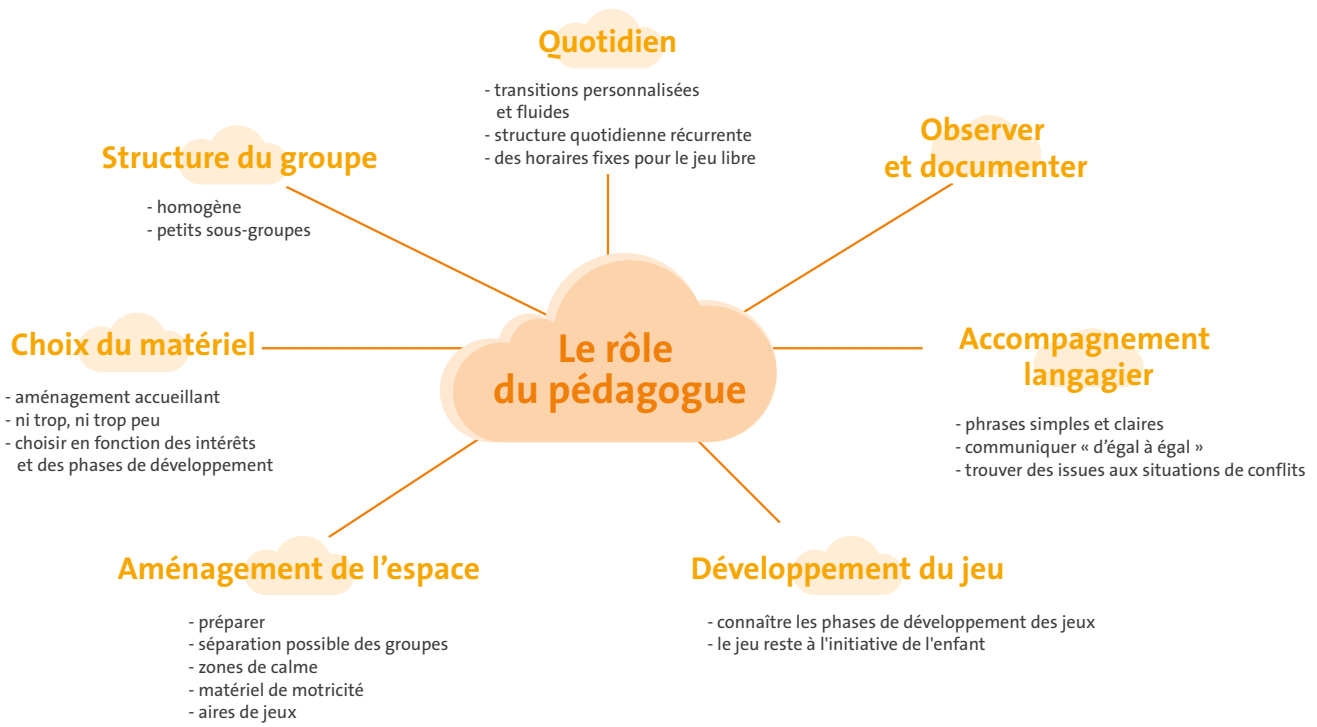 Quotidien
- transitions personnalisées
et fluides
- structure quotidienne récurrente
- des horaires fixes pour le jeu libre
Observer
et documenter
Structure du groupe
- homogène
- petits sous-groupes
Le rôle
du pédagogue
Choix du matériel
- aménagement accueillant
- ni trop, ni trop peu
- choisir en fonction des intérêts
et des phases de développement
Accompagnement
langagier
- phrases simples et claires
- communiquer « d’égal à égal »
- trouver des issues aux situations de conflits
Aménagement de l’espace
- préparer
- séparation possible des groupes
- zones de calme
- matériel de motricité
- aires de jeux
Développement du jeu
- connaître les phases de développement des jeux
- le jeu reste à l'initiative de l'enfant